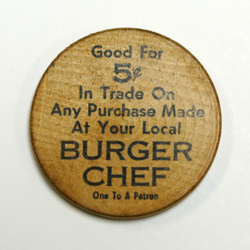 Good For
5¢
In Trade On
Any Purchase Made
At Your Local
BURGER
CHEF
One To A Patron